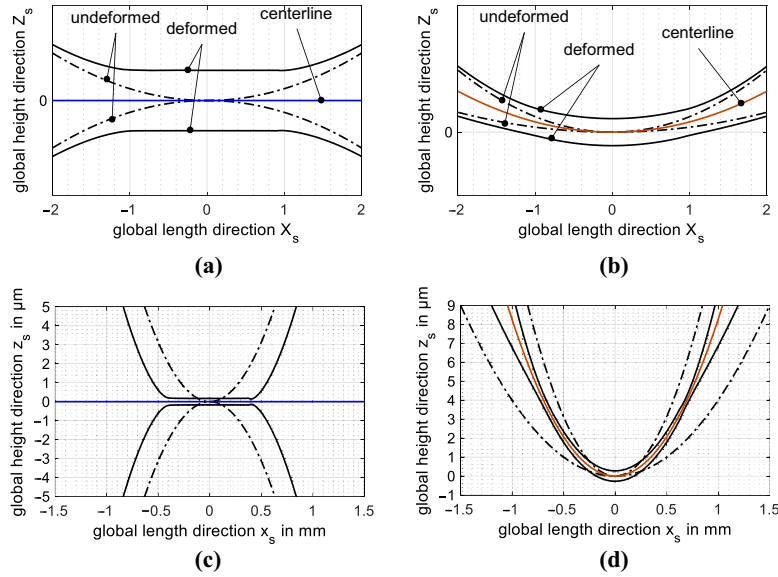 undeformed deformed centerline
global height direction Z_s
0
−2 −1 0 1 2
global length direction X_s
(a)
undeformed deformed centerline
global height direction Z_s
0
−2 −1 0 1 2
global length direction X_s
(b)
global height direction z_s in µm
5
4
3
2
1
0
−1
−2
−3
−4
−5
−1.5 −1 −0.5 0 0.5 1 1.5
global length direction x_s in mm
(c)
global height direction z_s in µm
9
8
7
6
5
4
3
2
1
0
−1
−1.5 −1 −0.5 0 0.5 1 1.5
global length direction x_s in mm
(d)